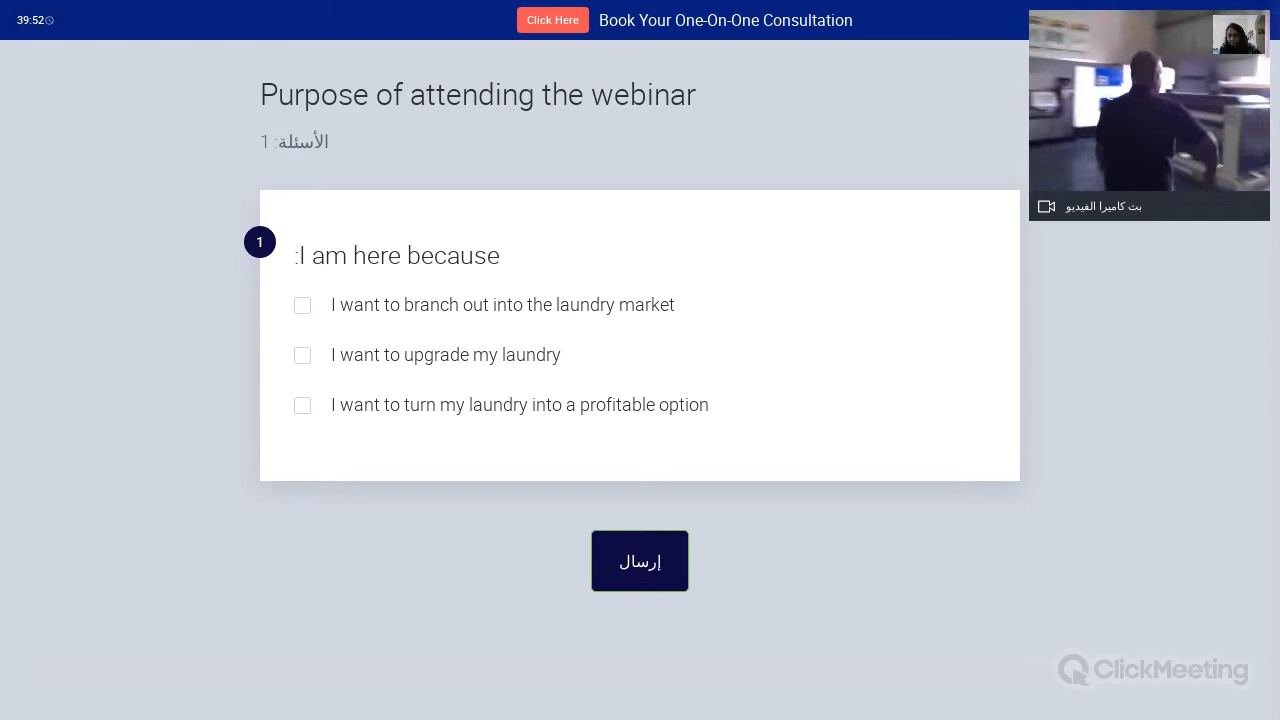 39:52
Click Here
Book Your One-On-One Consultation
Purpose of attending the webinar
الأسئلة: 1
بث كاميرا الفيديو
1
I am here because:
I want to branch out into the laundry market
I want to upgrade my laundry
I want to turn my laundry into a profitable option
إرسال
ClickMeeting